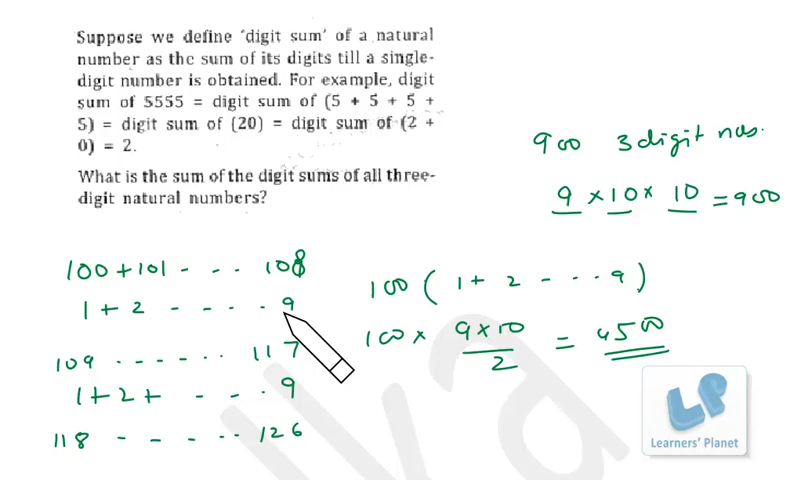 Suppose we define 'digit sum' of a natural
number as the sum of its digits till a single-
digit number is obtained. For example, digit
sum of 5555 = digit sum of (5 + 5 + 5 +
5) = digit sum of (20) = digit sum of (2 +
0) = 2.
What is the sum of the digit sums of all three-
digit natural numbers?
900 3 digit nos.
9 × 10 × 10 = 900
100 + 101 - - - - 108
1 + 2 - - - - - 9
109 - - - - - - - 117
1 + 2 + - - - - 9
118 - - - - - - 126
100 ( 1 + 2 - - - - 9 )
100 × 9 × 10 / 2 = 4500
LP
Learners' Planet